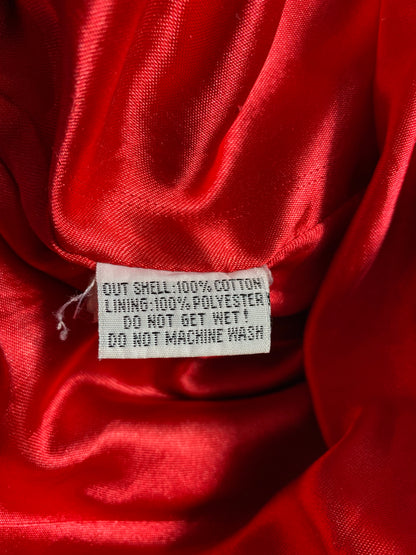 OUT SHELL:100% COTTON
LINING:100% POLYESTER
DO NOT GET WET!
DO NOT MACHINE WASH